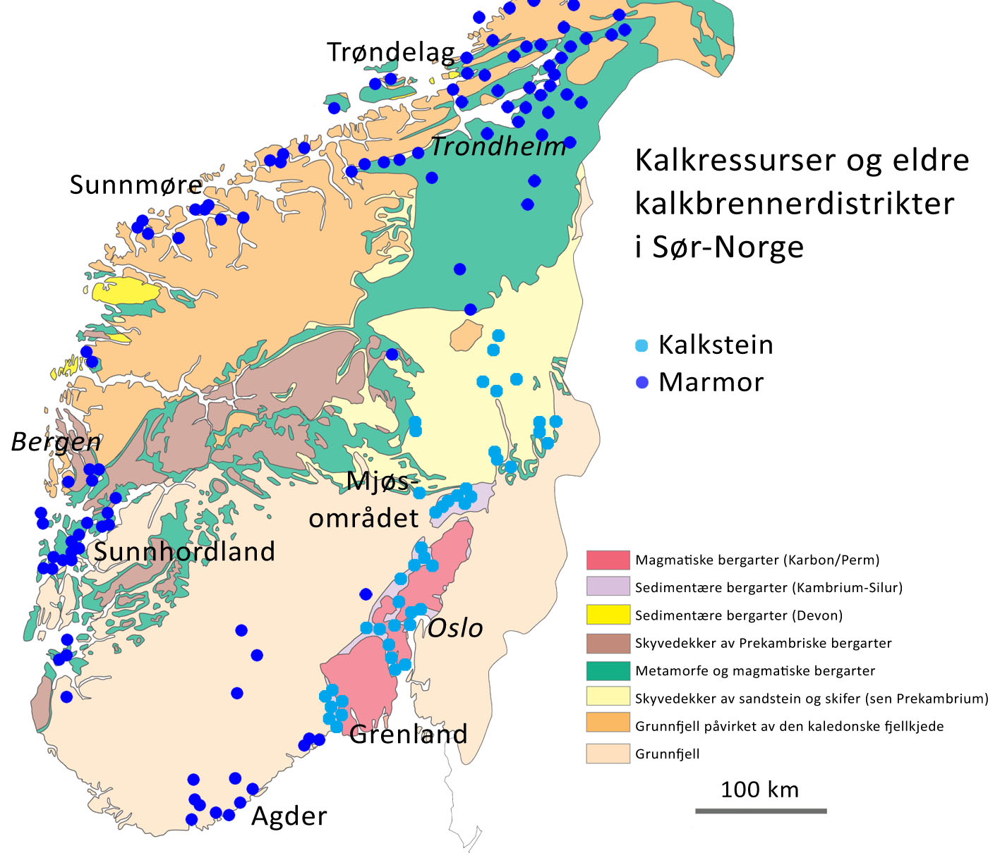 Trøndelag
Trondheim
Sunnmøre
Kalkressurser og eldre
kalkbrennerdistrikter
i Sør-Norge
Kalkstein
Marmor
Bergen
Mjøs-
området
Sunnhordland
Oslo
Grenland
Agder
Magmatiske bergarter (Karbon/Perm)
Sedimentære bergarter (Kambrium-Silur)
Sedimentære bergarter (Devon)
Skyvedekker av Prekambriske bergarter
Metamorfe og magmatiske bergarter
Skyvedekker av sandstein og skifer (sen Prekambrium)
Grunnfjell påvirket av den kaledonske fjellkjede
Grunnfjell
100 km